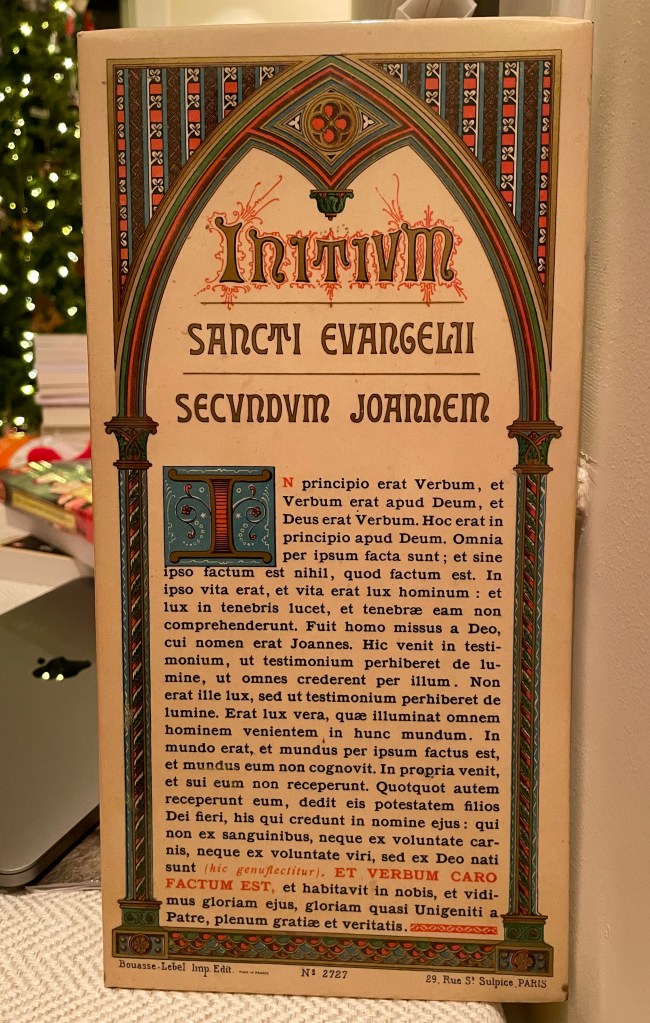 INITIVM
SANCTI EVANGELII
SECVNDVM JOANNEM
IN principio erat Verbum, et
Verbum erat apud Deum, et
Deus erat Verbum. Hoc erat in
principio apud Deum. Omnia
per ipsum facta sunt; et sine
ipso factum est nihil, quod factum est. In
ipso vita erat, et vita erat lux hominum : et
lux in tenebris lucet, et tenebræ eam non
comprehenderunt. Fuit homo missus a Deo,
cui nomen erat Joannes. Hic venit in testi-
monium, ut testimonium perhiberet de lu-
mine, ut omnes crederent per illum. Non
erat ille lux, sed ut testimonium perhiberet de
lumine. Erat lux vera, quæ illuminat omnem
hominem venientem in hunc mundum. In
mundo erat, et mundus per ipsum factus est,
et mundus eum non cognovit. In propria venit,
et sui eum non receperunt. Quotquot autem
receperunt eum, dedit eis potestatem filios
Dei fieri, his qui credunt in nomine ejus : qui
non ex sanguinibus, neque ex voluntate car-
nis, neque ex voluntate viri, sed ex Deo nati
sunt (hic genuflectitur). ET VERBUM CARO
FACTUM EST, et habitavit in nobis, et vidi-
mus gloriam ejus, gloriam quasi Unigeniti a
Patre, plenum gratiæ et veritatis.
Bouasse-Lebel Imp. Edit. MADE IN FRANCE Nº 2727 29, Rue St Sulpice, PARIS